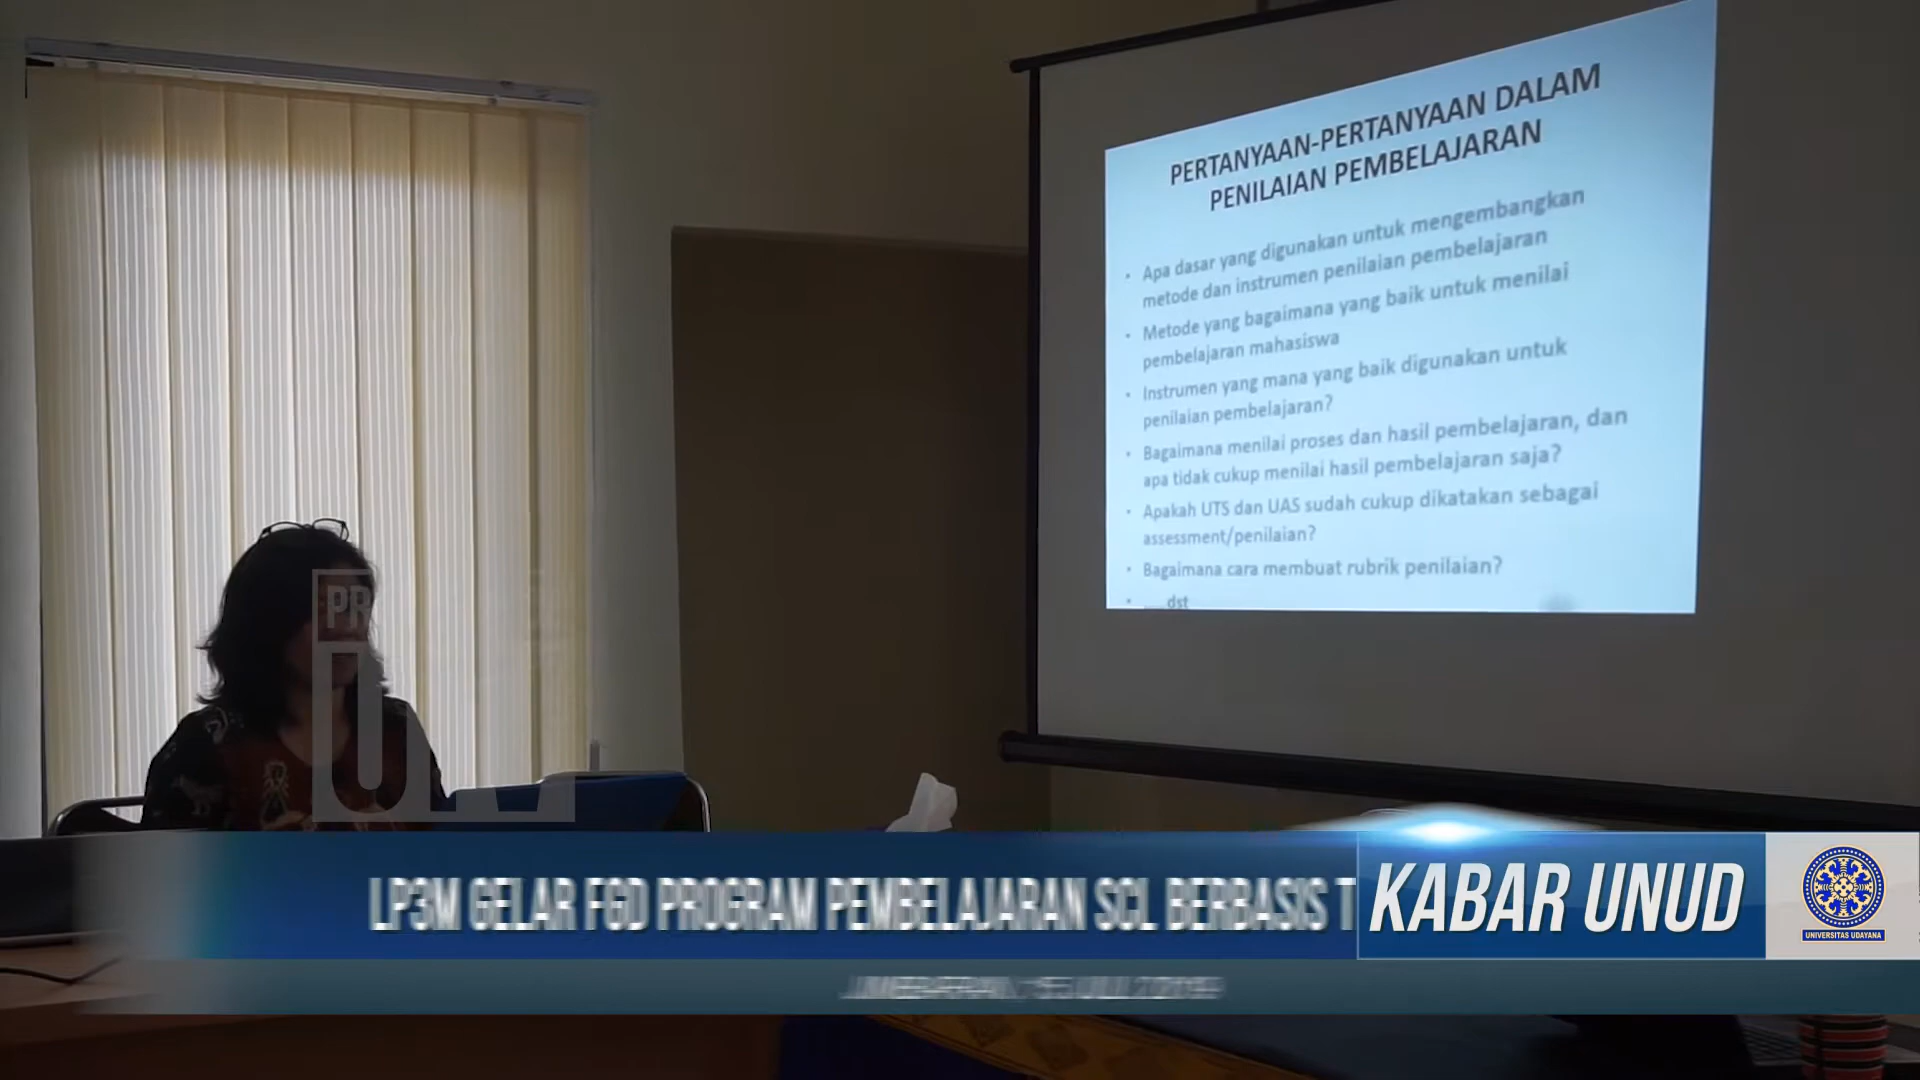 PERTANYAAN-PERTANYAAN DALAM
PENILAIAN PEMBELAJARAN
• Apa dasar yang digunakan untuk mengembangkan
metode dan instrumen penilaian pembelajaran
• Metode yang bagaimana yang baik untuk menilai
pembelajaran mahasiswa
• Instrumen yang mana yang baik digunakan untuk
penilaian pembelajaran?
• Bagaimana menilai proses dan hasil pembelajaran, dan
apa tidak cukup menilai hasil pembelajaran saja?
• Apakah UTS dan UAS sudah cukup dikatakan sebagai
assessment/penilaian?
• Bagaimana cara membuat rubrik penilaian?
• ....dst
PR
LP3M GELAR FGD PROGRAM PEMBELAJARAN SCL BERBASIS T
KABAR UNUD
UNIVERSITAS UDAYANA